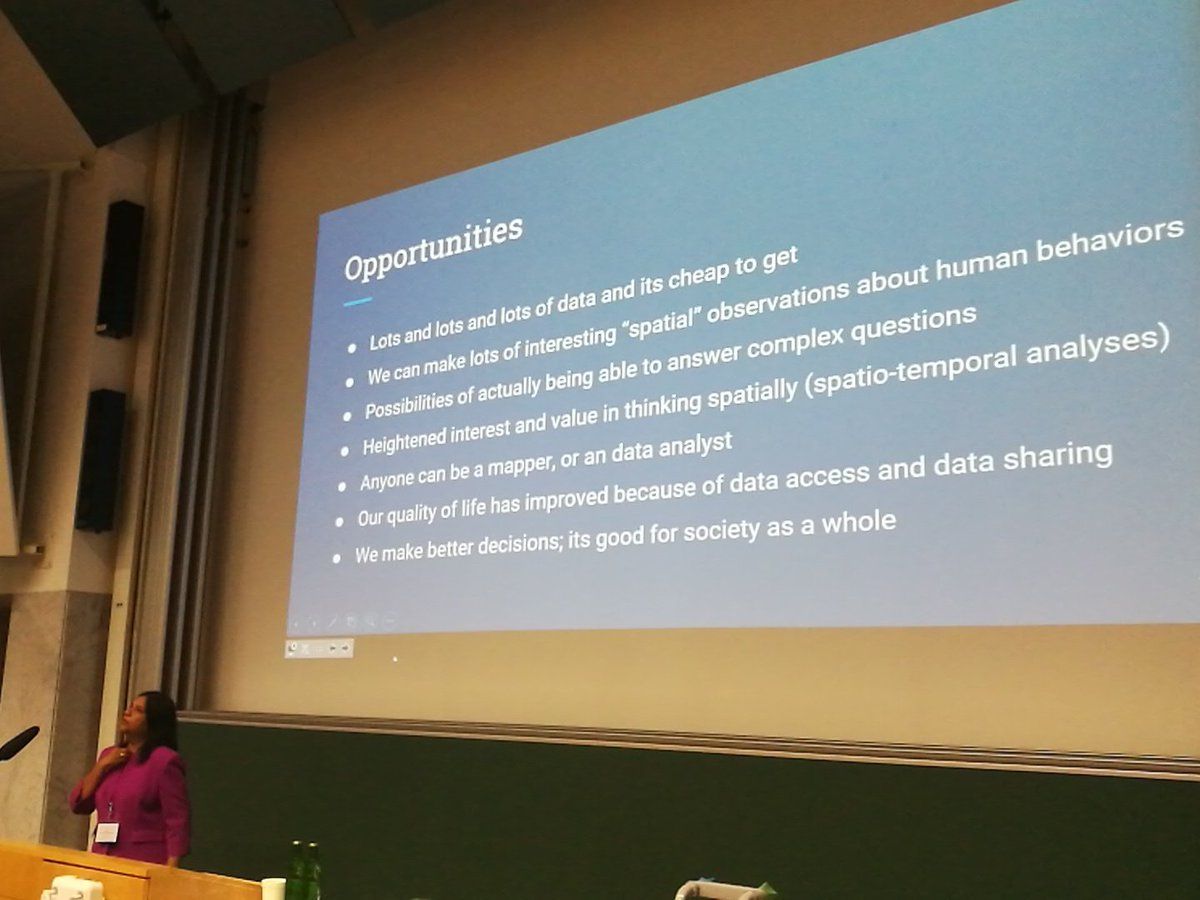 Opportunities
● Lots and lots and lots of data and its cheap to get
● We can make lots of interesting “spatial” observations about human behaviors
● Possibilities of actually being able to answer complex questions
● Heightened interest and value in thinking spatially (spatio-temporal analyses)
● Anyone can be a mapper, or an data analyst
● Our quality of life has improved because of data access and data sharing
● We make better decisions; its good for society as a whole